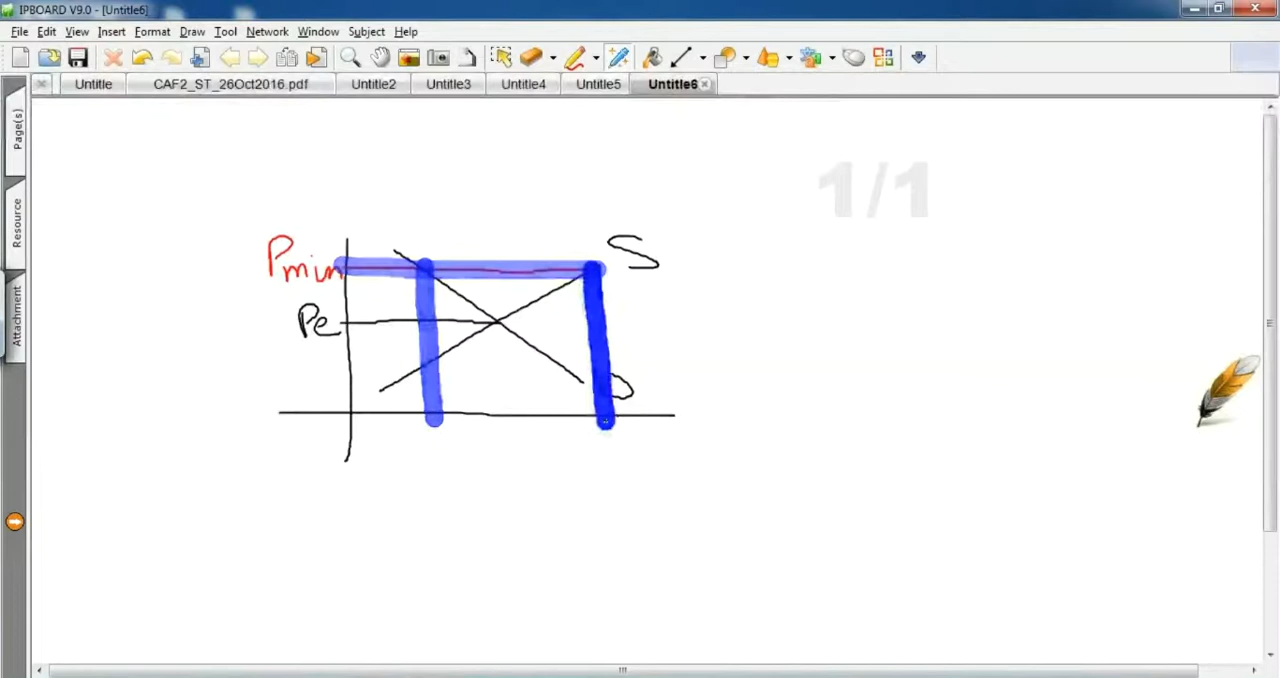 IPBOARD V9.0 - [Untitle6]
File Edit View Insert Format Draw Tool Network Window Subject Help
Untitle CAF2_ST_26Oct2016.pdf Untitle2 Untitle3 Untitle4 Untitle5 Untitle6
Page(s)
Resource
Attachment
1/1
S
Pmin
Pe
D